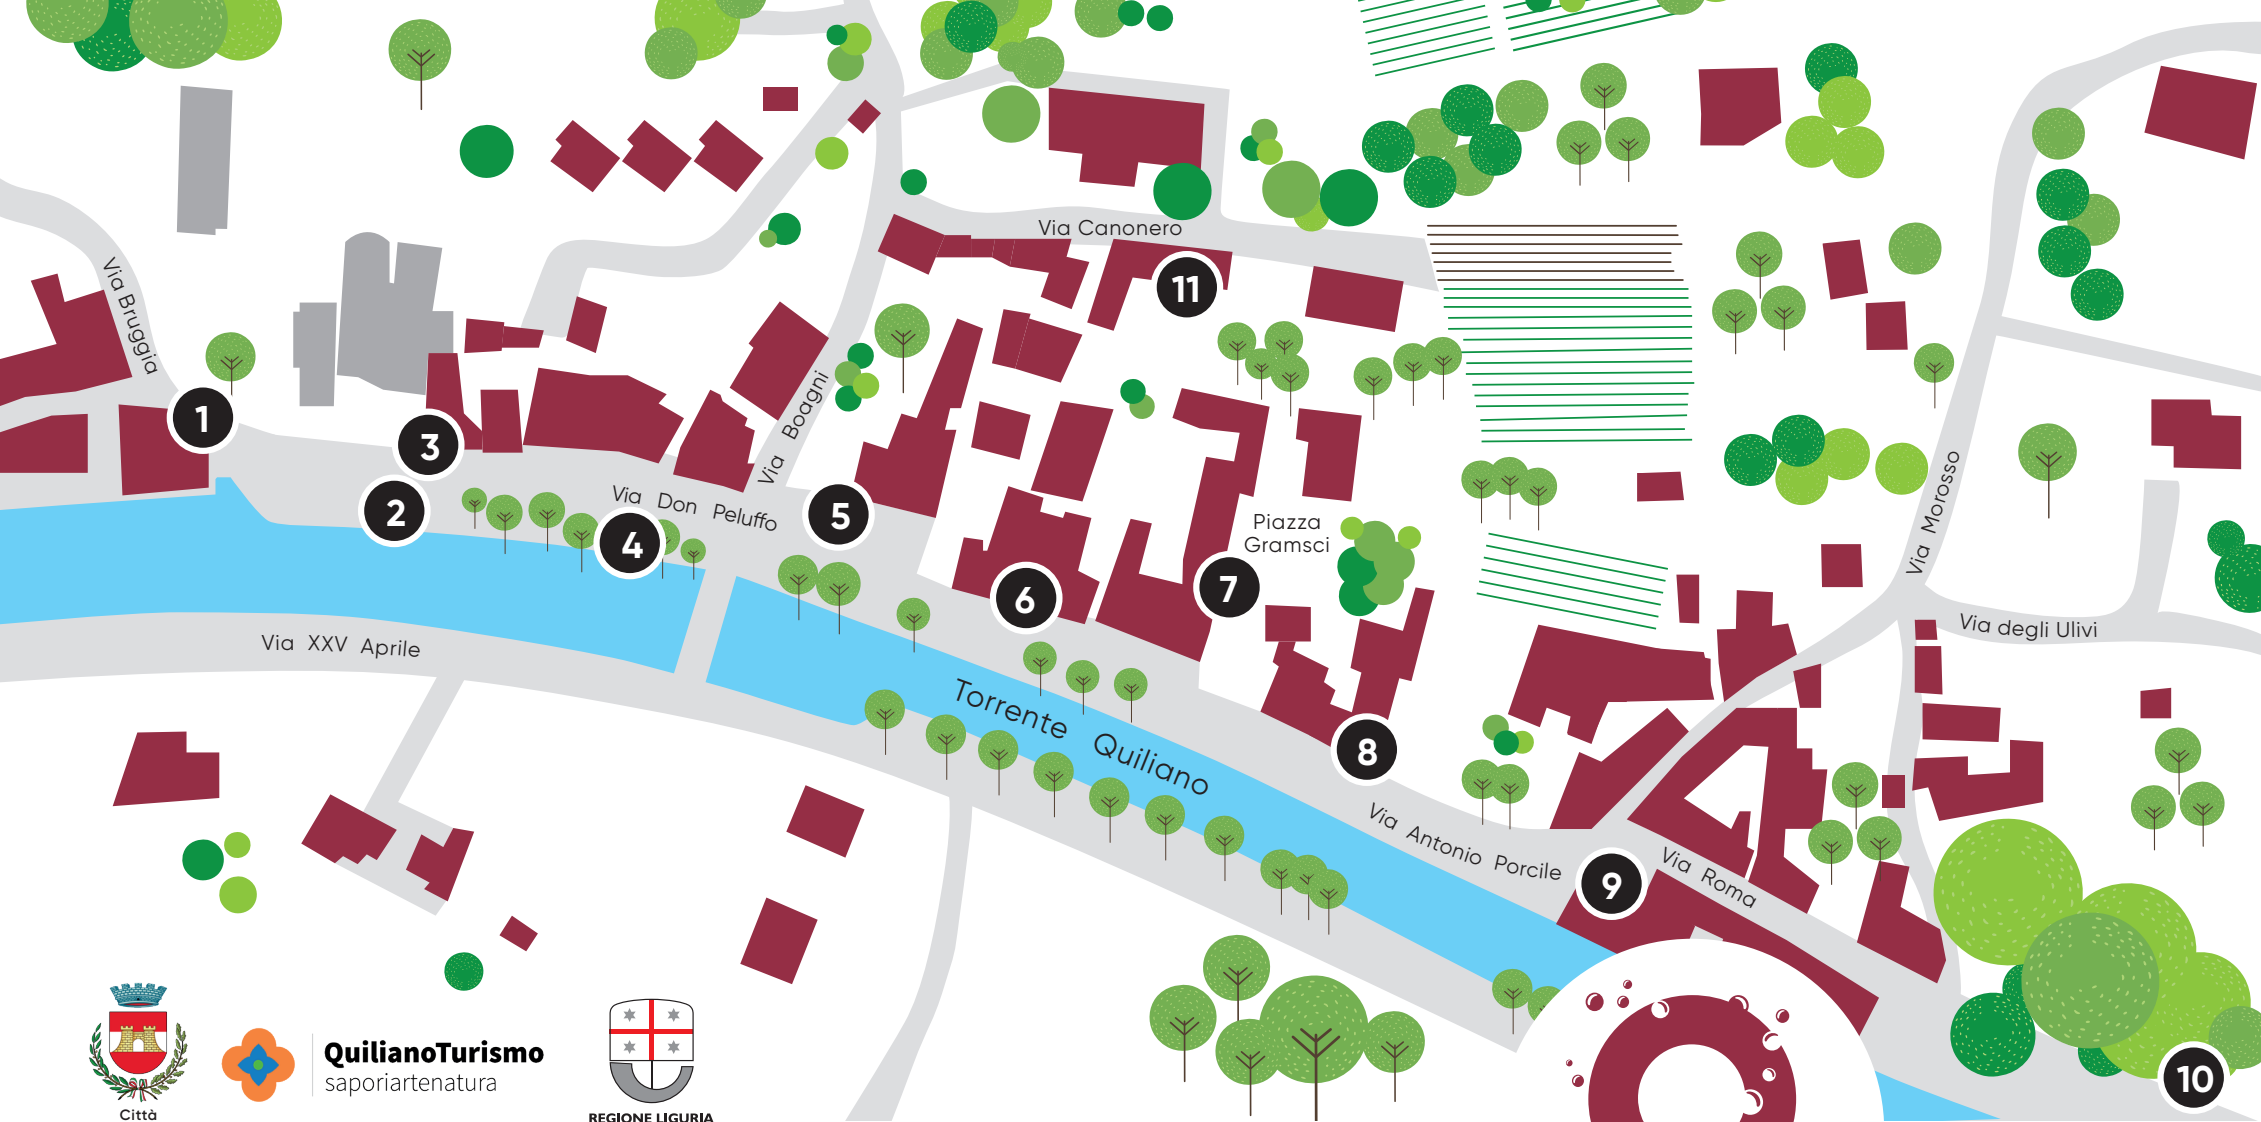 Via Canonero
Via Bruggia
11
1
Via Boagni
3
2
Via Don Peluffo
4
5
Piazza
Gramsci
6
7
Via Morosso
Via degli Ulivi
Via XXV Aprile
Torrente Quiliano
8
Via Antonio Porcile
9
Via Roma
10
QuilianoTurismo
saporiartenatura
Città
REGIONE LIGURIA